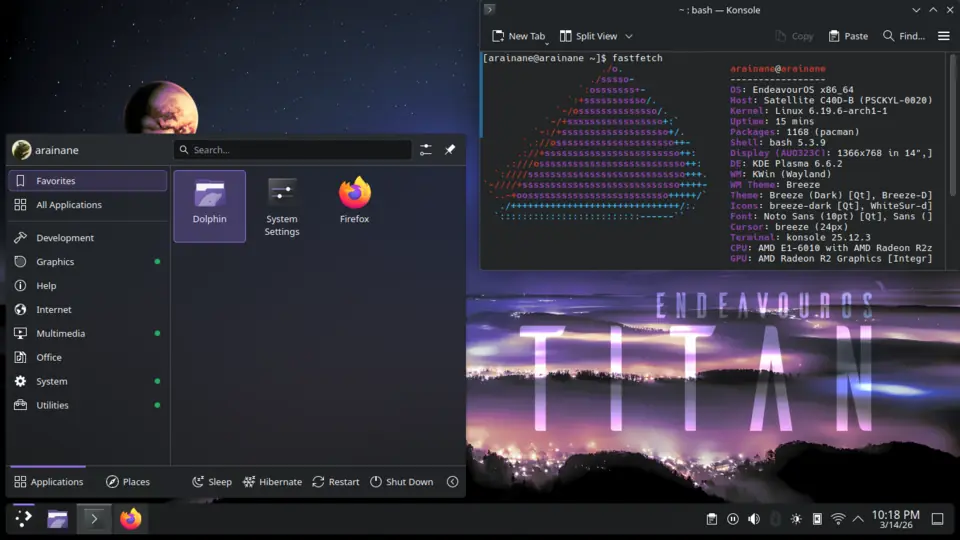 ~ : bash — Konsole
New Tab
Split View
Copy
Paste
Find...
[arainane@arainane ~]$ fastfetch
arainane@arainane
-----------------
OS: EndeavourOS x86_64
Host: Satellite C40D-B (PSCKYL-0020)
Kernel: Linux 6.19.6-arch1-1
Uptime: 15 mins
Packages: 1168 (pacman)
Shell: bash 5.3.9
Display (AUO323C): 1366x768 in 14",]
DE: KDE Plasma 6.6.2
WM: KWin (Wayland)
WM Theme: Breeze
Theme: Breeze (Dark) [Qt], Breeze-D]
Icons: breeze-dark [Qt], WhiteSur-d]
Font: Noto Sans (10pt) [Qt], Sans (]
Cursor: breeze (24px)
Terminal: konsole 25.12.3
CPU: AMD E1-6010 with AMD Radeon R2z
GPU: AMD Radeon R2 Graphics [Integr]
arainane
Search...
Favorites
All Applications
Development
Graphics
Help
Internet
Multimedia
Office
System
Utilities
Dolphin
System
Settings
Firefox
Applications
Places
Sleep
Hibernate
Restart
Shut Down
ENDEAVOUROS
TITAN
10:18 PM
3/14/26